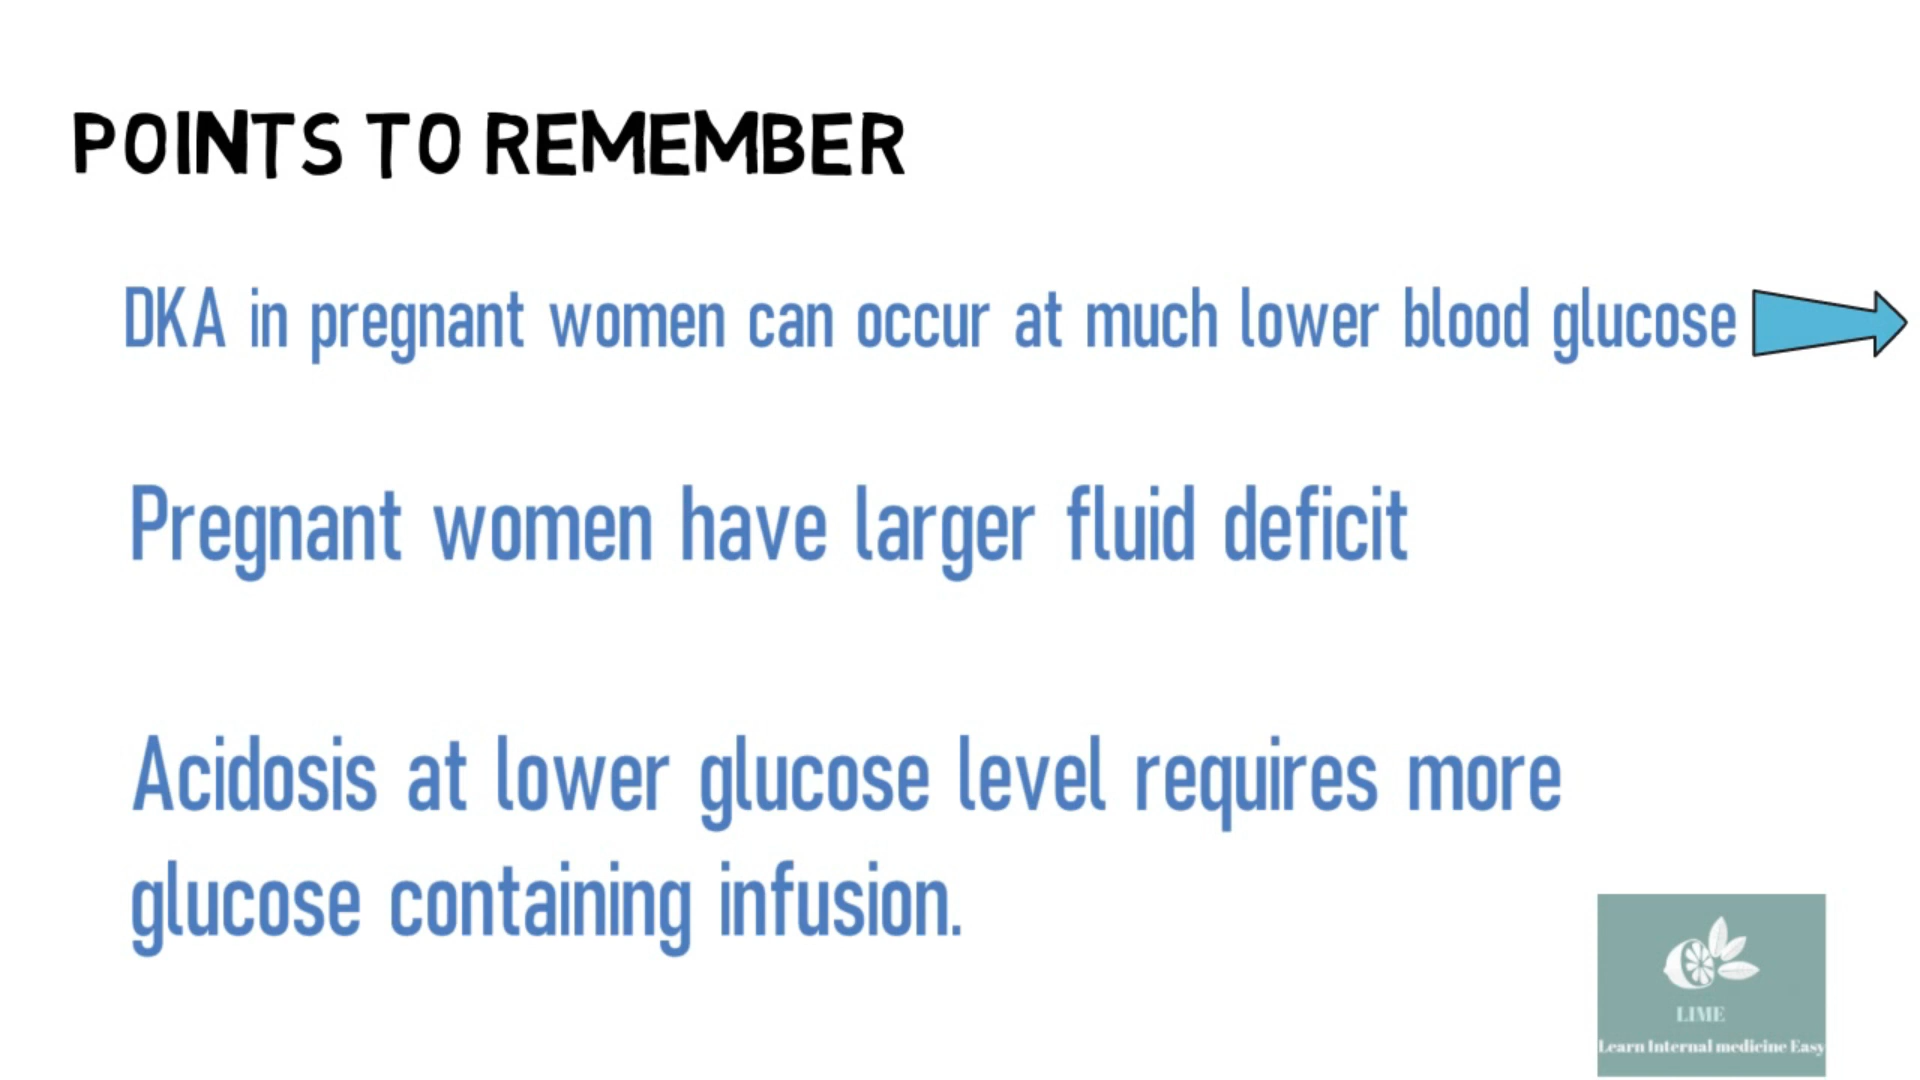 POINTS TO REMEMBER
DKA in pregnant women can occur at much lower blood glucose
Pregnant women have larger fluid deficit
Acidosis at lower glucose level requires more
glucose containing infusion.
LIME
Learn Internal medicine Easy